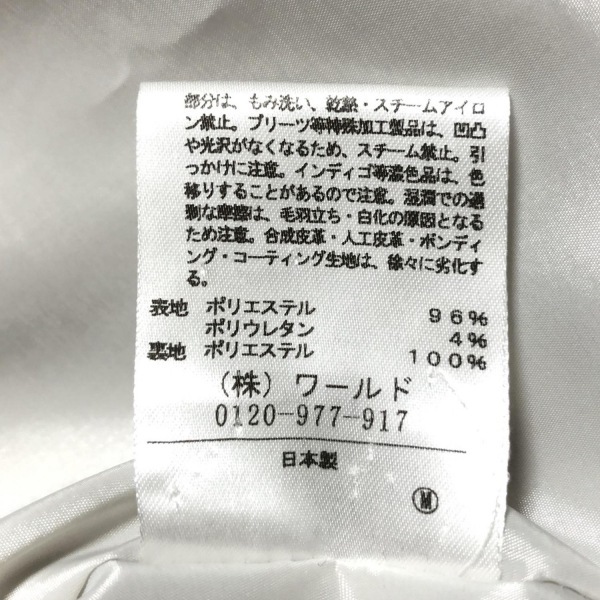 部分は、もみ洗い、乾燥・スチームアイロ
ン禁止。プリーツ等特殊加工製品は、凹凸
や光沢がなくなるため、スチーム禁止。引
っかけに注意。インディゴ等濃色品は、色
移りすることがあるので注意。湿潤での過
剰な摩擦は、毛羽立ち・白化の原因となる
ため注意。合成皮革・人工皮革・ボンディ
ング・コーティング生地は、徐々に劣化す
る。
表地 ポリエステル 96%
ポリウレタン 4%
裏地 ポリエステル 100%
(株) ワールド
0120-977-917
日本製
M